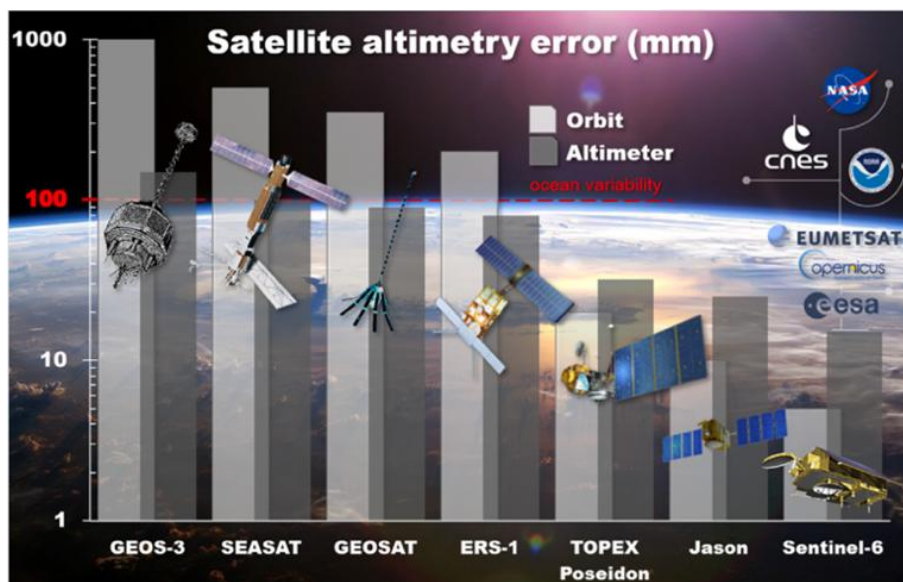 Satellite altimetry error (mm)
1000
100
10
1
Orbit
Altimeter
ocean variability
NASA
cnes
NOAA
EUMETSAT
opernicus
esa
GEOS-3
SEASAT
GEOSAT
ERS-1
TOPEX
Poseidon
Jason
Sentinel-6